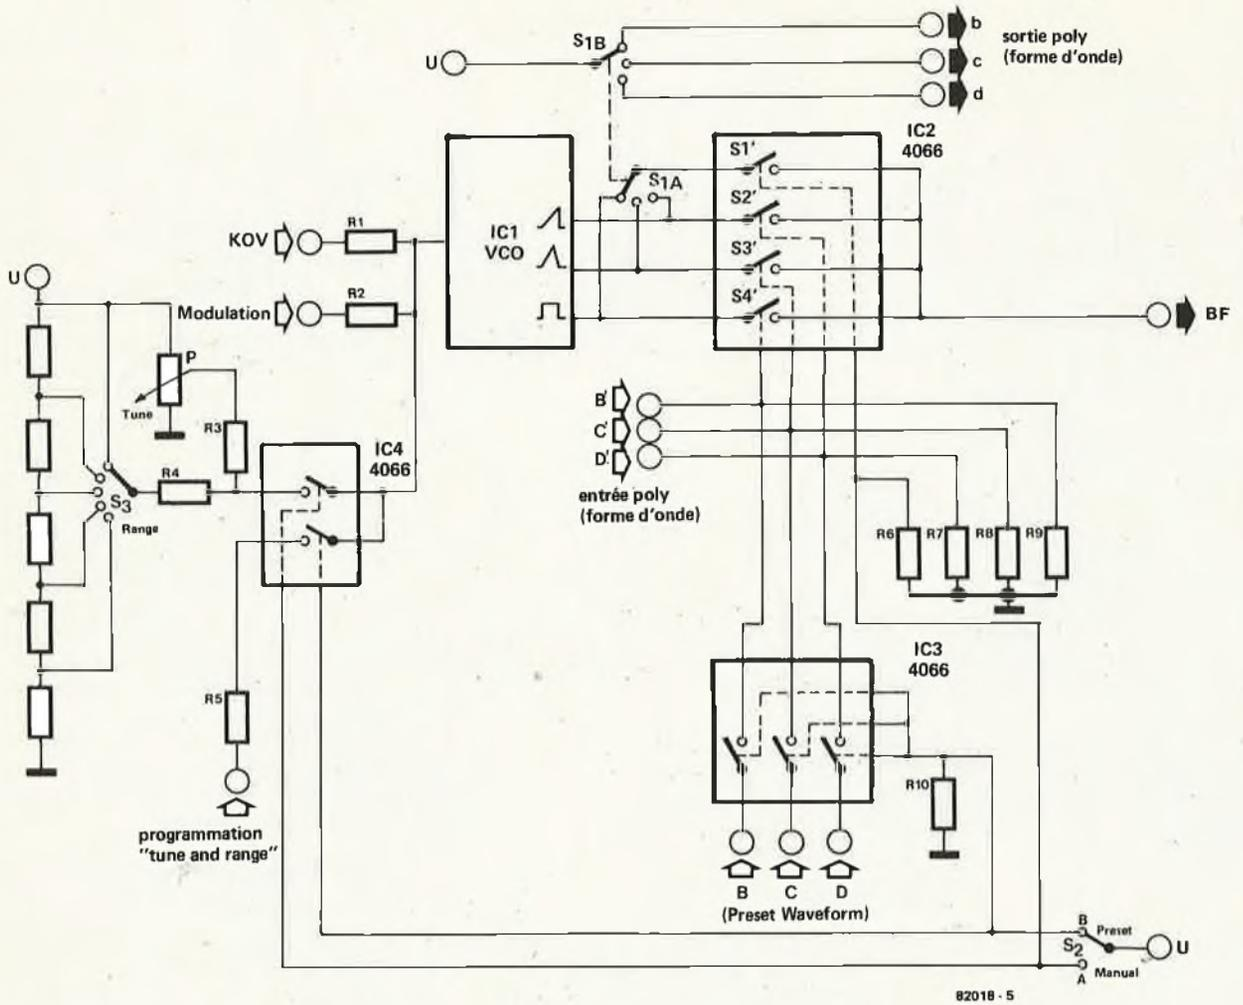 b
S1B
sortie poly
(forme d'onde)
U
c
d
IC2
4066
S1'
S1A
S2'
IC1
VCO
S3'
S4'
KOV
R1
U
Modulation
R2
BF
P
Tune
B'
C'
D'
R3
IC4
4066
R4
S3
Range
entrée poly
(forme d'onde)
R6
R7
R8
R9
IC3
4066
R5
R10
programmation
"tune and range"
B
C
D
(Preset Waveform)
B
Preset
S2
U
A
Manual
82018 - 5